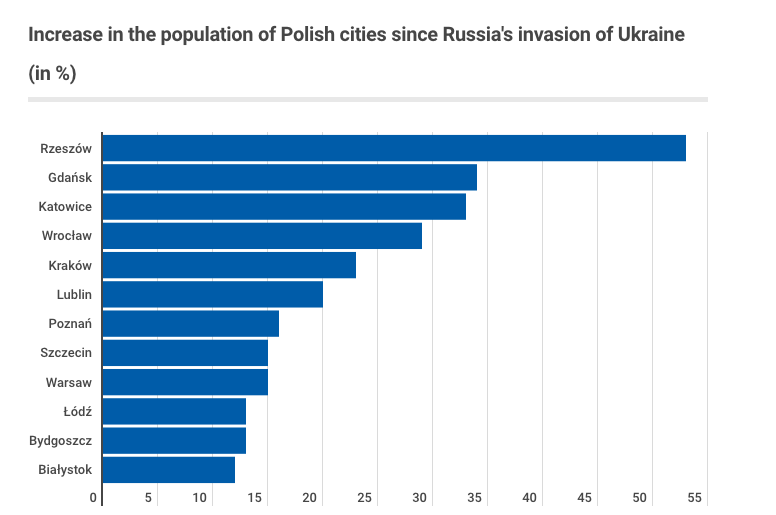 Increase in the population of Polish cities since Russia's invasion of Ukraine
(in %)
Rzeszów
Gdańsk
Katowice
Wrocław
Kraków
Lublin
Poznań
Szczecin
Warsaw
Łódź
Bydgoszcz
Białystok
0 5 10 15 20 25 30 35 40 45 50 55